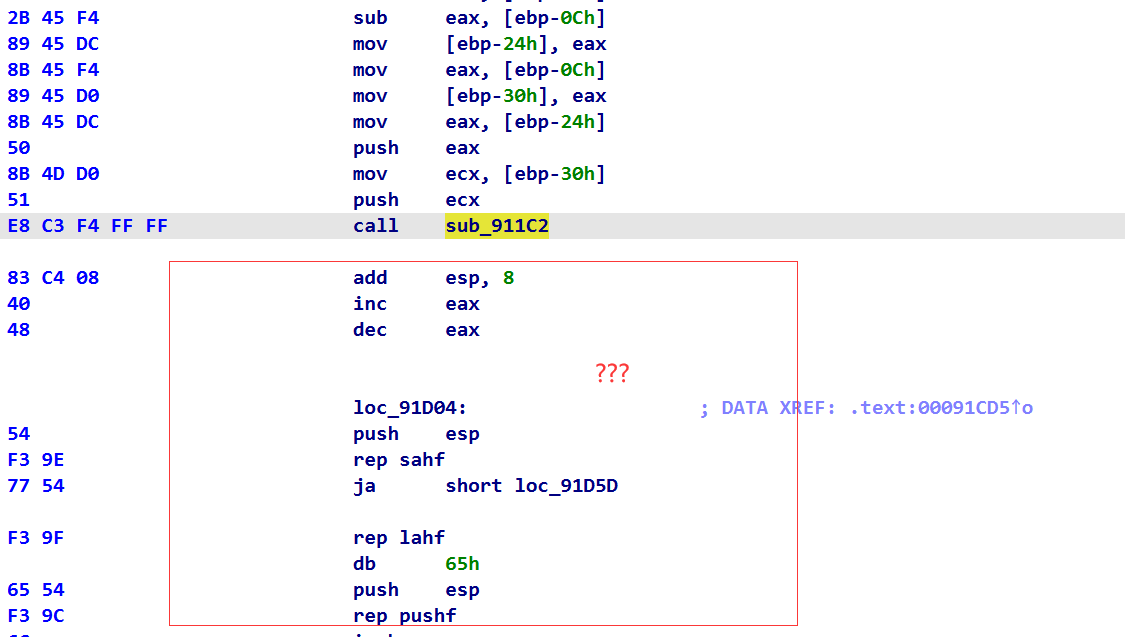 2B 45 F4 sub eax, [ebp-0Ch]
89 45 DC mov [ebp-24h], eax
8B 45 F4 mov eax, [ebp-0Ch]
89 45 D0 mov [ebp-30h], eax
8B 45 DC mov eax, [ebp-24h]
50 push eax
8B 4D D0 mov ecx, [ebp-30h]
51 push ecx
E8 C3 F4 FF FF call sub_911C2
83 C4 08 add esp, 8
40 inc eax
48 dec eax
???
loc_91D04: ; DATA XREF: .text:00091CD5↑o
54 push esp
F3 9E rep sahf
77 54 ja short loc_91D5D
F3 9F rep lahf
db 65h
65 54 push esp
F3 9C rep pushf